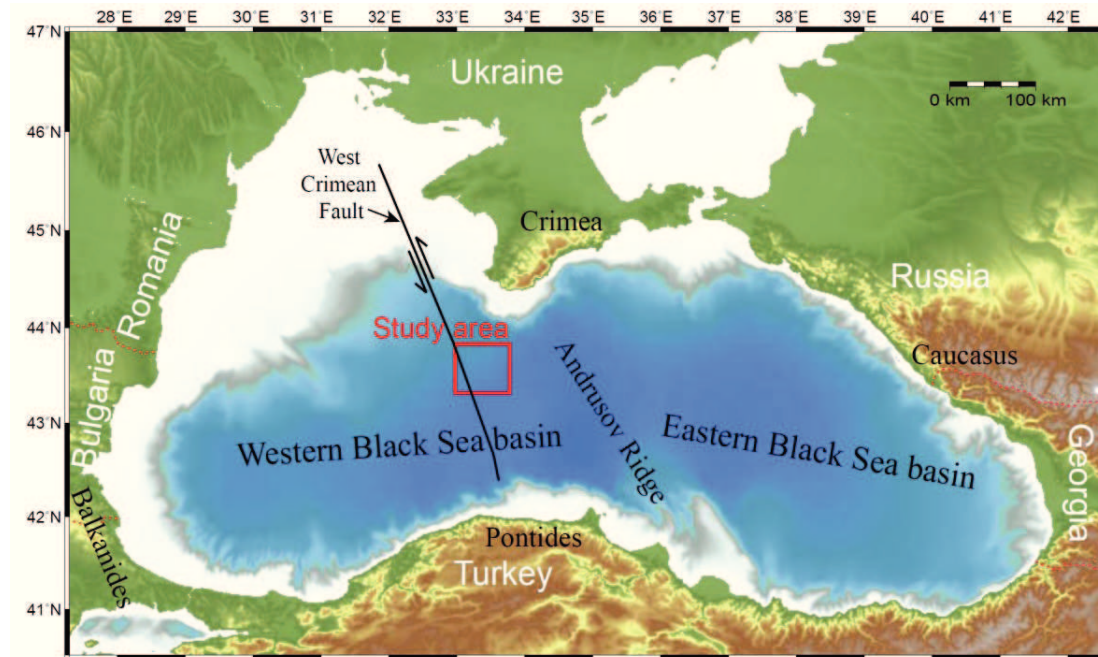 28°E 29°E 30°E 31°E 32°E 33°E 34°E 35°E 36°E 37°E 38°E 39°E 40°E 41°E 42°E
47°N
46°N
45°N
44°N
43°N
42°N
41°N
Ukraine
0 km 100 km
West
Crimean
Fault
Crimea
Romania
Russia
Study area
Caucasus
Andrusov Ridge
Bulgaria
Western Black Sea basin
Eastern Black Sea basin
Georgia
Balkanides
Pontides
Turkey